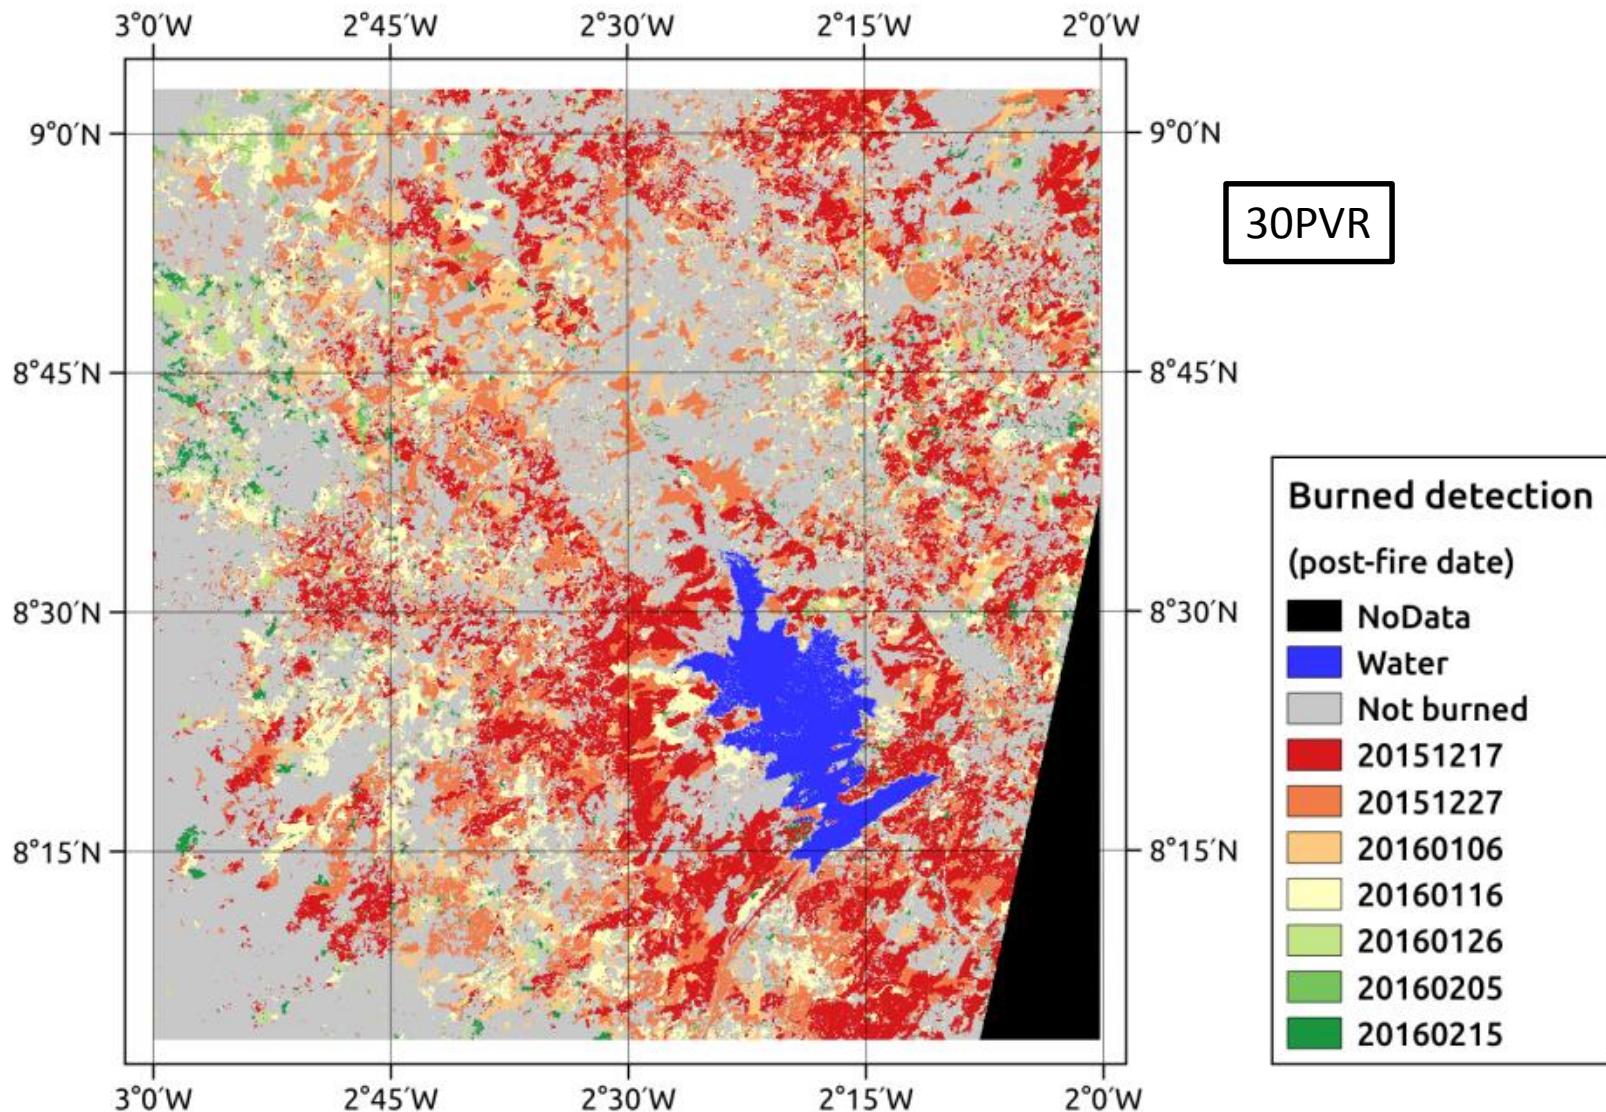 3°0′W 2°45′W 2°30′W 2°15′W 2°0′W
9°0′N 9°0′N
30PVR
8°45′N 8°45′N
8°30′N 8°30′N
8°15′N 8°15′N
3°0′W 2°45′W 2°30′W 2°15′W 2°0′W
Burned detection
(post-fire date)
NoData
Water
Not burned
20151217
20151227
20160106
20160116
20160126
20160205
20160215